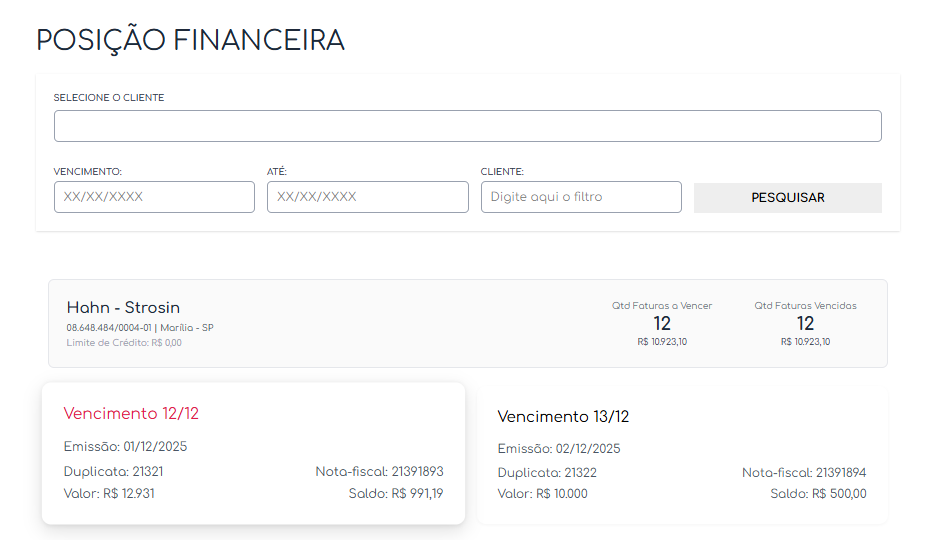 POSIÇÃO FINANCEIRA
SELECIONE O CLIENTE
VENCIMENTO: ATÉ: CLIENTE:
XX/XX/XXXX XX/XX/XXXX Digite aqui o filtro PESQUISAR
Hahn - Strosin
08.648.484/0004-01 | Marília - SP
Limite de Crédito: R$ 0,00
Qtd Faturas a Vencer
12
R$ 10.923,10
Qtd Faturas Vencidas
12
R$ 10.923,10
Vencimento 12/12
Emissão: 01/12/2025
Duplicata: 21321 Nota-fiscal: 21391893
Valor: R$ 12.931 Saldo: R$ 991,19
Vencimento 13/12
Emissão: 02/12/2025
Duplicata: 21322 Nota-fiscal: 21391894
Valor: R$ 10.000 Saldo: R$ 500,00